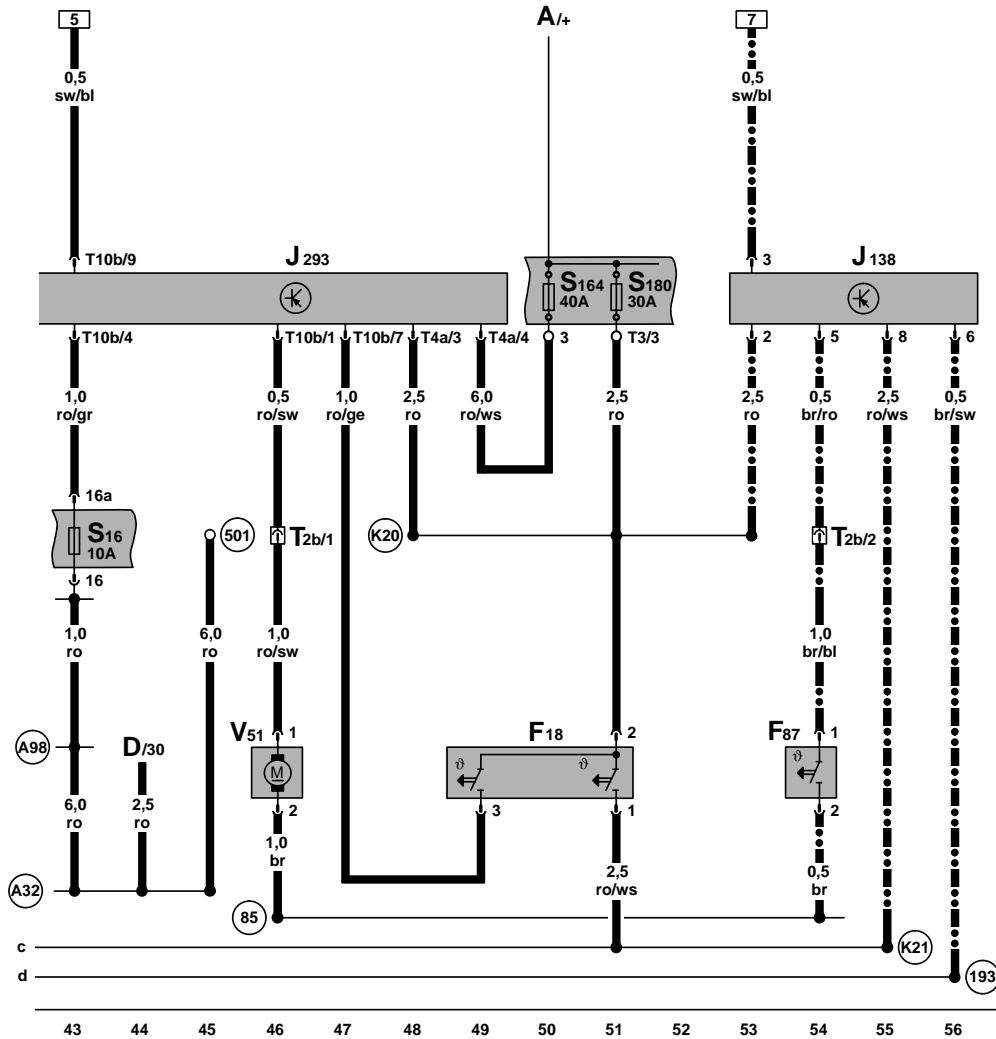 5
A/+
7
0,5
sw/bl
0,5
sw/bl
T10b/9
J293
3
J138
S164
40A
S180
30A
T10b/4
T10b/1
T10b/7
T4a/3
T4a/4
3
T3/3
2
5
8
6
1,0
ro/gr
0,5
ro/sw
1,0
ro/ge
2,5
ro
6,0
ro/ws
2,5
ro
2,5
ro
0,5
br/ro
2,5
ro/ws
0,5
br/sw
16a
S16
10A
501
T2b/1
K20
T2b/2
16
1,0
ro
6,0
ro
1,0
ro/sw
1,0
br/bl
A98
D/30
V51
1
F18
2
F87
1
M
ϑ
ϑ
ϑ
6,0
ro
2,5
ro
2
3
1
2
1,0
br
2,5
ro/ws
0,5
br
A32
85
c
K21
d
193
43 44 45 46 47 48 49 50 51 52 53 54 55 56